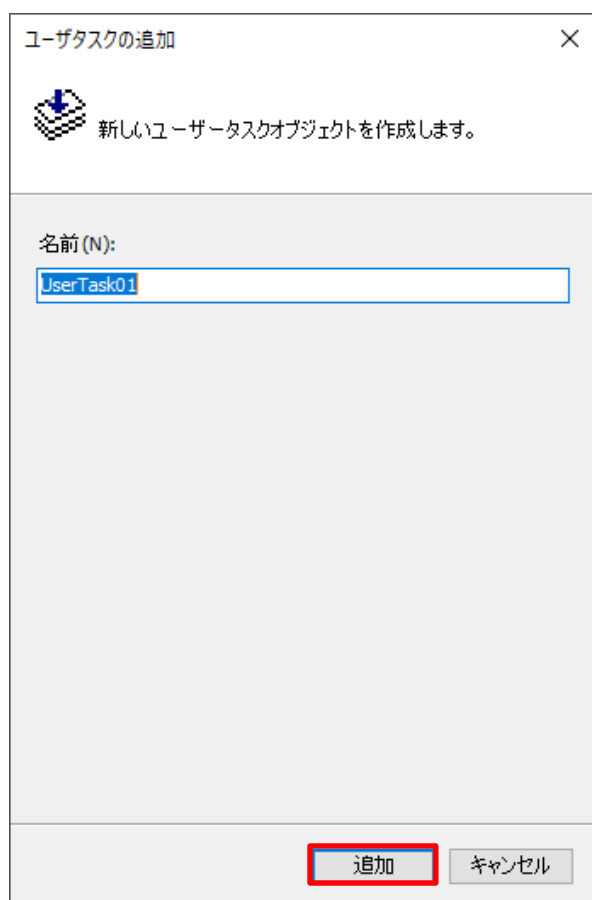 ユーザタスクの追加
新しいユーザータスクオブジェクトを作成します。
名前(N):
UserTask01
追加
キャンセル